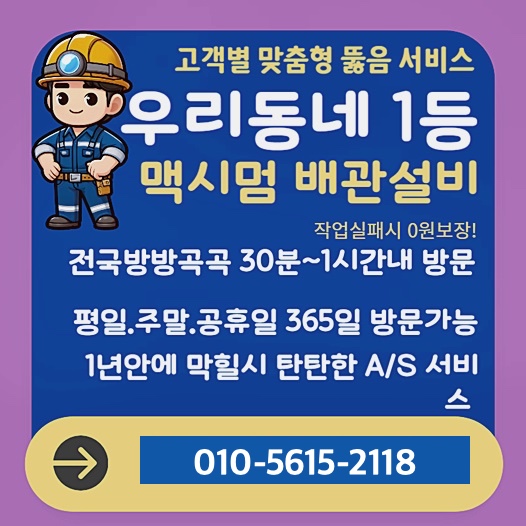 고객별 맞춤형 뚫음 서비스
우리동네 1등
맥시멈 배관설비
작업실패시 0원보장!
전국방방곡곡 30분~1시간내 방문
평일.주말.공휴일 365일 방문가능
1년안에 막힐시 탄탄한 A/S 서비
스
010-5615-2118